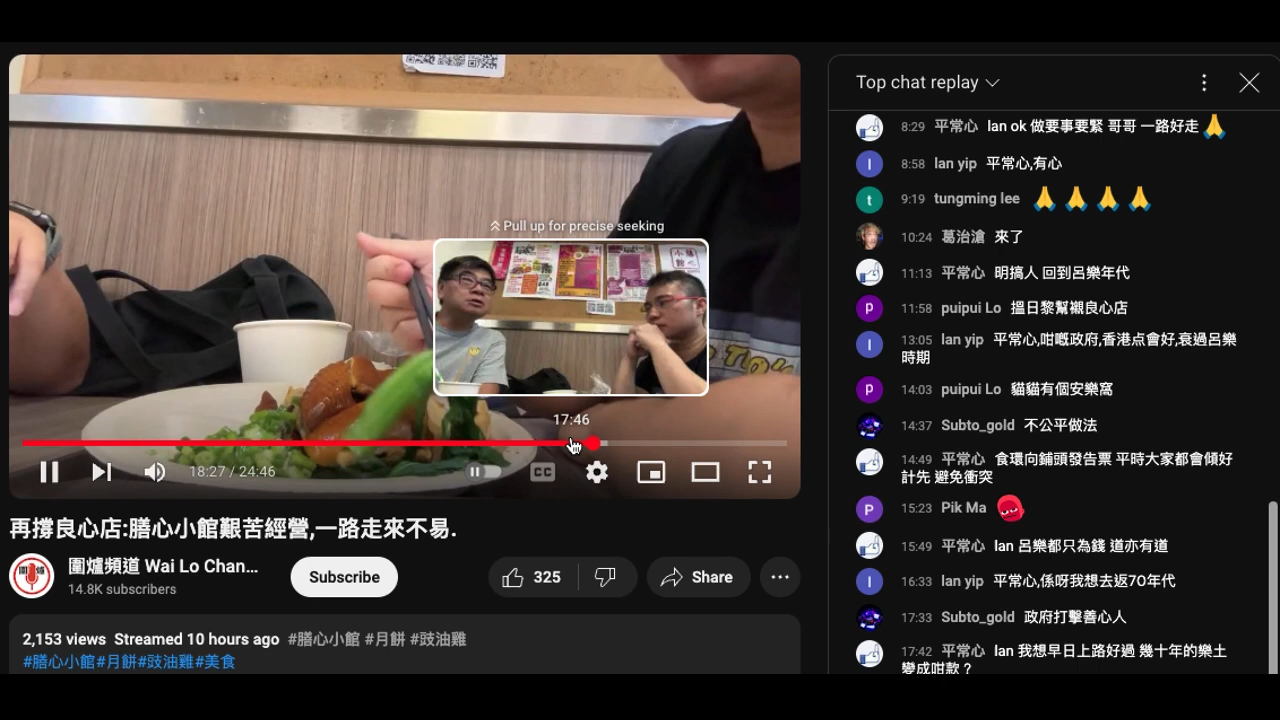 Pull up for precise seeking
17:46
18:27 / 24:46
CC
再撐良心店:膳心小館艱苦經營,一路走來不易.
圍爐頻道 Wai Lo Chan...
14.8K subscribers
Subscribe
325
Share
2,153 views Streamed 10 hours ago #膳心小館 #月餅 #豉油雞
#膳心小館#月餅#豉油雞#美食
Top chat replay
8:29 平常心 Ian ok 做要事要緊 哥哥 一路好走 🙏
8:58 Ian yip 平常心,有心
9:19 tungming lee 🙏 🙏 🙏 🙏
10:24 葛治滄 來了
11:13 平常心 明搞人 回到呂樂年代
11:58 puipui Lo 搵日黎幫襯良心店
13:05 Ian yip 平常心,咁嘅政府,香港点會好,衰過呂樂
時期
14:03 puipui Lo 貓貓有個安樂窩
14:37 Subto_gold 不公平做法
14:49 平常心 食環向鋪頭發告票 平時大家都會傾好
計先 避免衝突
15:23 Pik Ma
15:49 平常心 Ian 呂樂都只為錢 道亦有道
16:33 Ian yip 平常心,係呀我想去返70年代
17:33 Subto_gold 政府打擊善心人
17:42 平常心 Ian 我想早日上路好過 幾十年的樂土
變成咁款？